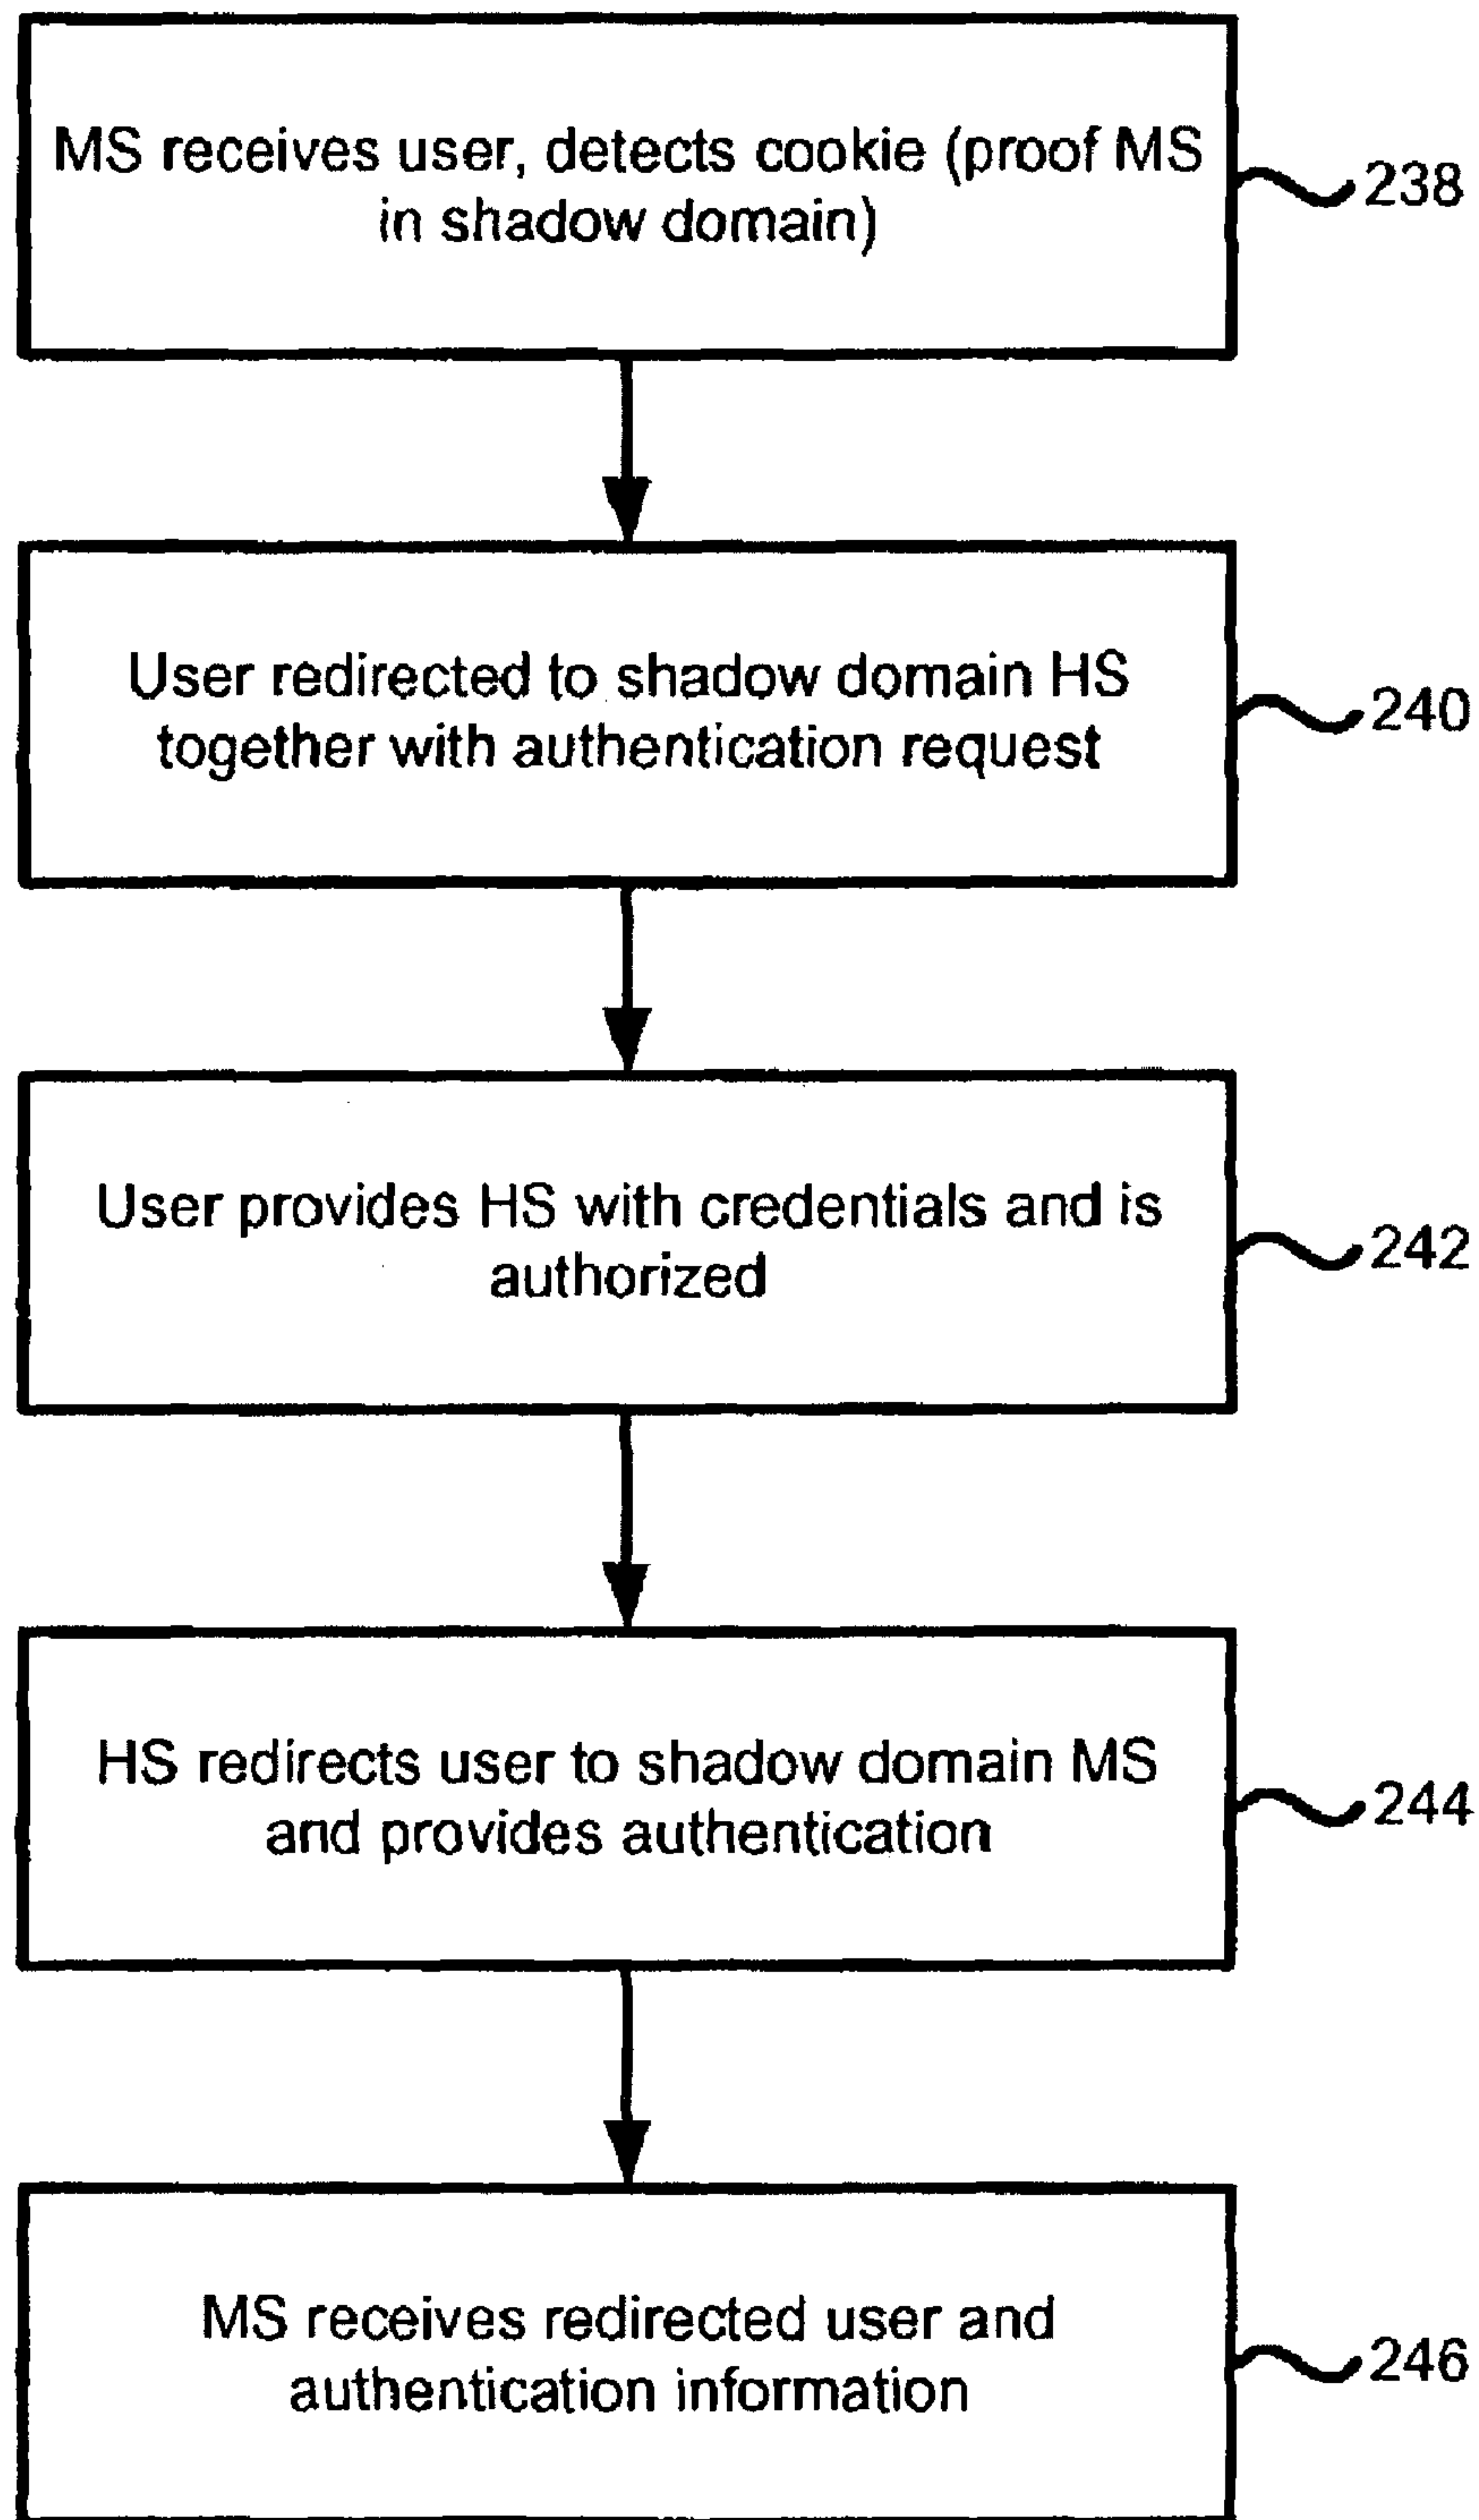 MS receives user, detects cookie (proof MS
in shadow domain)
238
User redirected to shadow domain HS
together with authentication request
240
User provides HS with credentials and is
authorized
242
HS redirects user to shadow domain MS
and provides authentication
244
MS receives redirected user and
authentication information
246